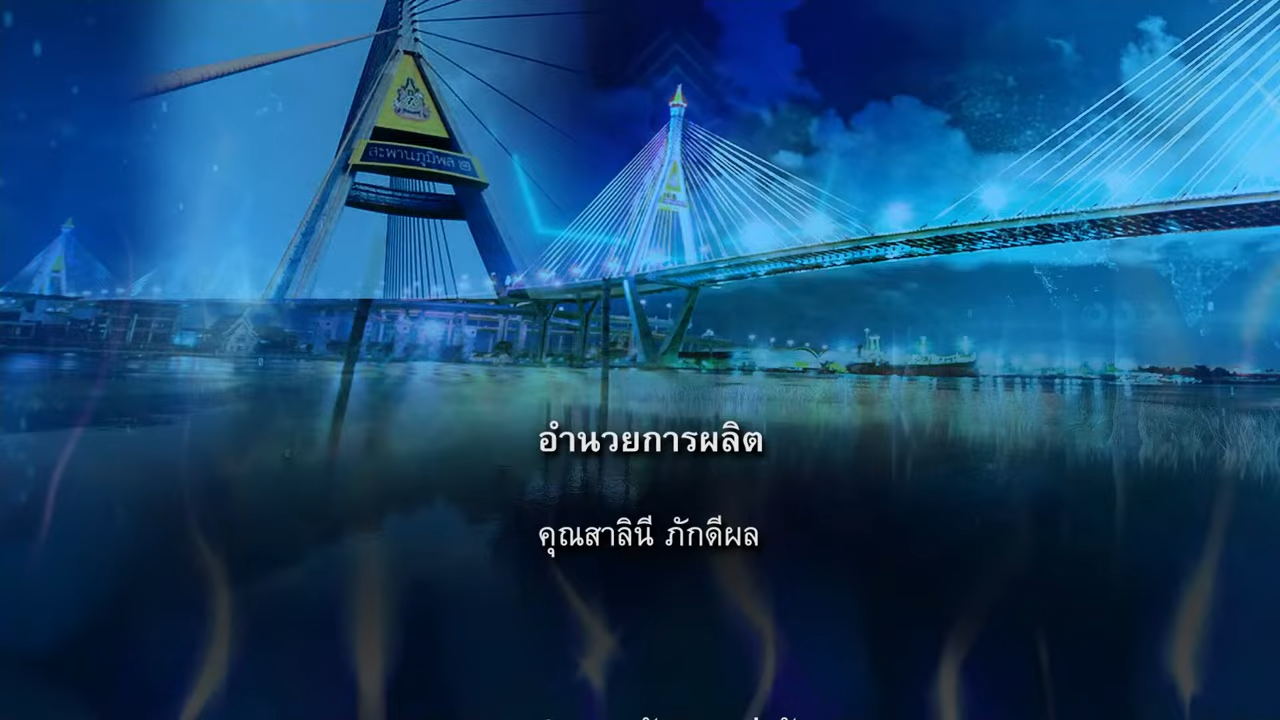 สะพานภูมิพล ๒
อำนวยการผลิต
คุณสาลินี ภักดีผล